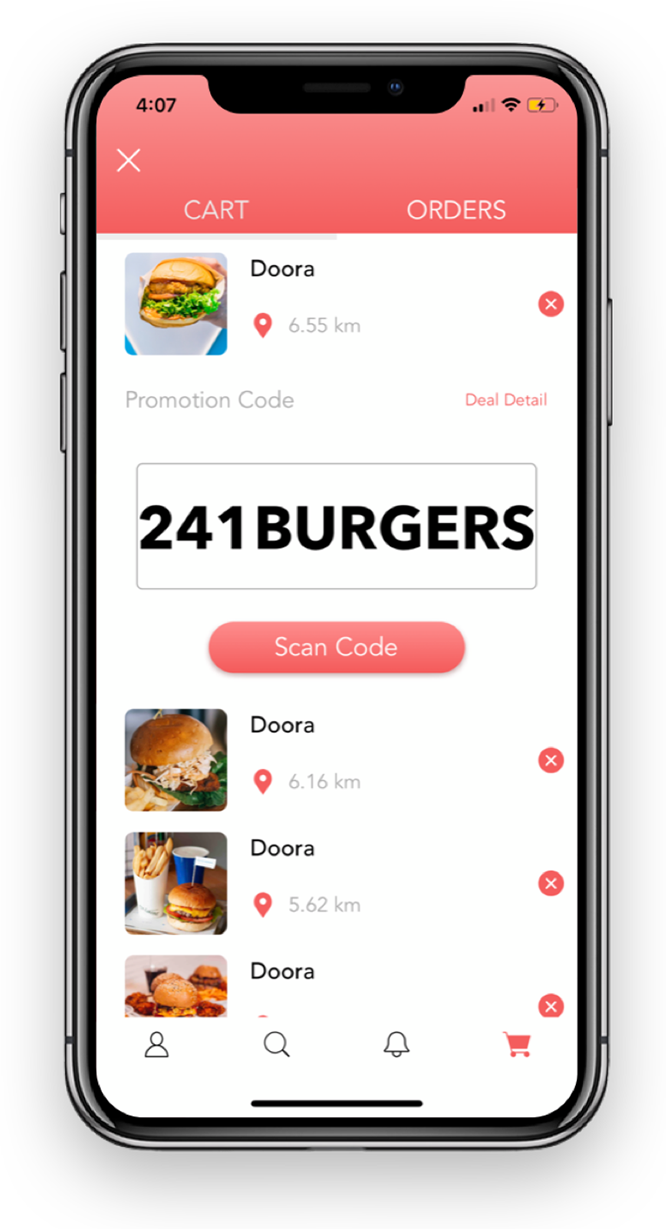 4:07
CART ORDERS
Doora
6.55 km
Promotion Code Deal Detail
241BURGERS
Scan Code
Doora
6.16 km
Doora
5.62 km
Doora